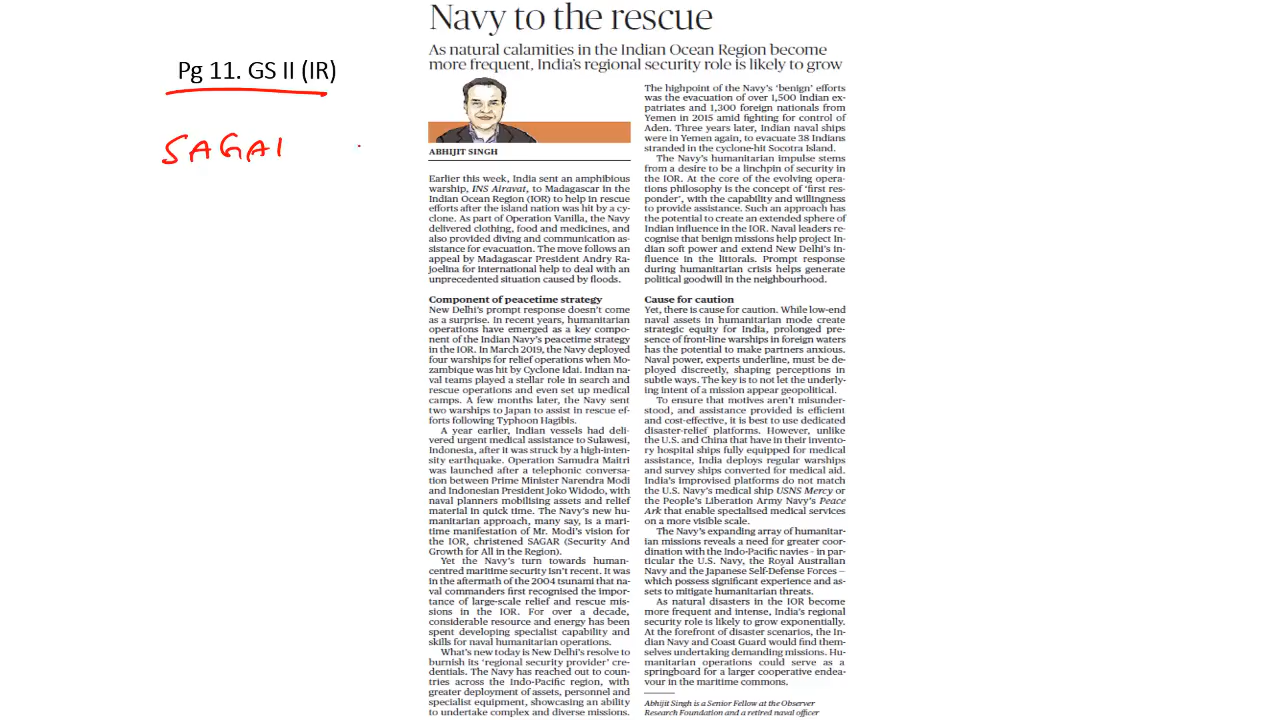 Pg 11. GS II (IR)
SAGAI
Navy to the rescue
As natural calamities in the Indian Ocean Region become
more frequent, India's regional security role is likely to grow
ABHIJIT SINGH
Earlier this week, India sent an amphibious
warship, INS Airavat, to Madagascar in the
Indian Ocean Region (IOR) to help in rescue
efforts after the island nation was hit by a cy-
clone. As part of Operation Vanilla, the Navy
delivered clothing, food and medicines, and
also provided diving and communication as-
sistance for evacuation. The move follows an
appeal by Madagascar President Andry Ra-
joelina for international help to deal with an
unprecedented situation caused by floods.
Component of peacetime strategy
New Delhi's prompt response doesn't come
as a surprise. In recent years, humanitarian
operations have emerged as a key compo-
nent of the Indian Navy's peacetime strategy
in the IOR. In March 2019, the Navy deployed
four warships for relief operations when Mo-
zambique was hit by Cyclone Idai. Indian na-
val teams played a stellar role in search and
rescue operations and even set up medical
camps. A few months later, the Navy sent
two warships to Japan to assist in rescue ef-
forts following Typhoon Hagibis.
A year earlier, Indian vessels had deli-
vered urgent medical assistance to Sulawesi,
Indonesia, after it was struck by a high-inten-
sity earthquake. Operation Samudra Maitri
was launched after a telephonic conversa-
tion between Prime Minister Narendra Modi
and Indonesian President Joko Widodo, with
naval planners mobilising assets and relief
material in quick time. The Navy's new hu-
manitarian approach, many say, is a mari-
time manifestation of Mr. Modi's vision for
the IOR, christened SAGAR (Security And
Growth for All in the Region).
Yet the Navy's turn towards human-
centred maritime security isn't recent. It was
in the aftermath of the 2004 tsunami that na-
val commanders first recognised the impor-
tance of large-scale relief and rescue mis-
sions in the IOR. For over a decade,
considerable resource and energy has been
spent developing specialist capability and
skills for naval humanitarian operations.
What's new today is New Delhi's resolve to
burnish its 'regional security provider' cre-
dentials. The Navy has reached out to coun-
tries across the Indo-Pacific region, with
greater deployment of assets, personnel and
specialist equipment, showcasing an ability
to undertake complex and diverse missions.
The highpoint of the Navy's 'benign' efforts
was the evacuation of over 1,500 Indian ex-
patriates and 1,300 foreign nationals from
Yemen in 2015 amid fighting for control of
Aden. Three years later, Indian naval ships
were in Yemen again, to evacuate 38 Indians
stranded in the cyclone-hit Socotra Island.
The Navy's humanitarian impulse stems
from a desire to be a linchpin of security in
the IOR. At the core of the evolving opera-
tions philosophy is the concept of 'first res-
ponder', with the capability and willingness
to provide assistance. Such an approach has
the potential to create an extended sphere of
Indian influence in the IOR. Naval leaders re-
cognise that benign missions help project In-
dian soft power and extend New Delhi's in-
fluence in the littorals. Prompt response
during humanitarian crisis helps generate
political goodwill in the neighbourhood.
Cause for caution
Yet, there is cause for caution. While low-end
naval assets in humanitarian mode create
strategic equity for India, prolonged pre-
sence of front-line warships in foreign waters
has the potential to make partners anxious.
Naval power, experts underline, must be de-
ployed discreetly, shaping perceptions in
subtle ways. The key is to not let the underly-
ing intent of a mission appear geopolitical.
To ensure that motives aren't misunder-
stood, and assistance provided is efficient
and cost-effective, it is best to use dedicated
disaster-relief platforms. However, unlike
the U.S. and China that have in their invento-
ry hospital ships fully equipped for medical
assistance, India deploys regular warships
and survey ships converted for medical aid.
India's improvised platforms do not match
the U.S. Navy's medical ship USNS Mercy or
the People's Liberation Army Navy's Peace
Ark that enable specialised medical services
on a more visible scale.
The Navy's expanding array of humanitar-
ian missions reveals a need for greater coor-
dination with the Indo-Pacific navies – in par-
ticular the U.S. Navy, the Royal Australian
Navy and the Japanese Self-Defense Forces –
which possess significant experience and as-
sets to mitigate humanitarian threats.
As natural disasters in the IOR become
more frequent and intense, India's regional
security role is likely to grow exponentially.
At the forefront of disaster scenarios, the In-
dian Navy and Coast Guard would find them-
selves undertaking demanding missions. Hu-
manitarian operations could serve as a
springboard for a larger cooperative endea-
vour in the maritime commons.
Abhijit Singh is a Senior Fellow at the Observer
Research Foundation and a retired naval officer